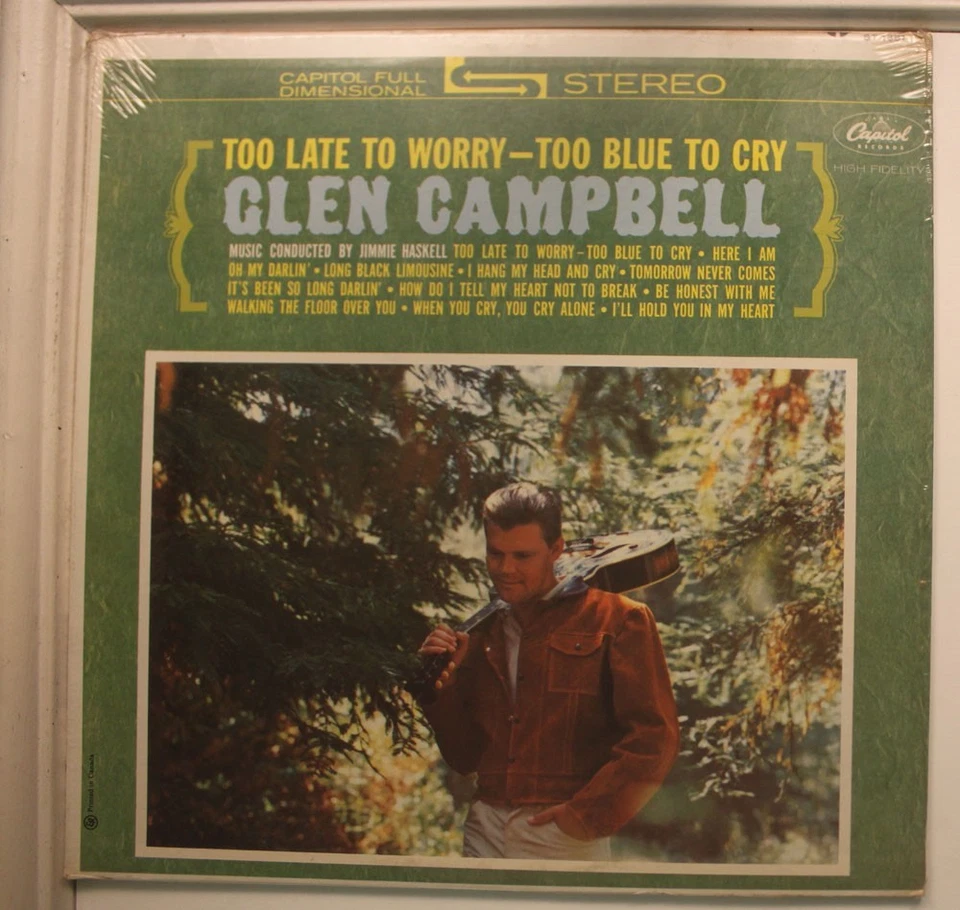 CAPITOL FULL
DIMENSIONAL
STEREO
Capitol
RECORDS
HIGH FIDELITY
TOO LATE TO WORRY–TOO BLUE TO CRY
GLEN CAMPBELL
MUSIC CONDUCTED BY JIMMIE HASKELL TOO LATE TO WORRY–TOO BLUE TO CRY • HERE I AM
OH MY DARLIN' • LONG BLACK LIMOUSINE • I HANG MY HEAD AND CRY • TOMORROW NEVER COMES
IT'S BEEN SO LONG DARLIN' • HOW DO I TELL MY HEART NOT TO BREAK • BE HONEST WITH ME
WALKING THE FLOOR OVER YOU • WHEN YOU CRY, YOU CRY ALONE • I'LL HOLD YOU IN MY HEART
Printed in Canada